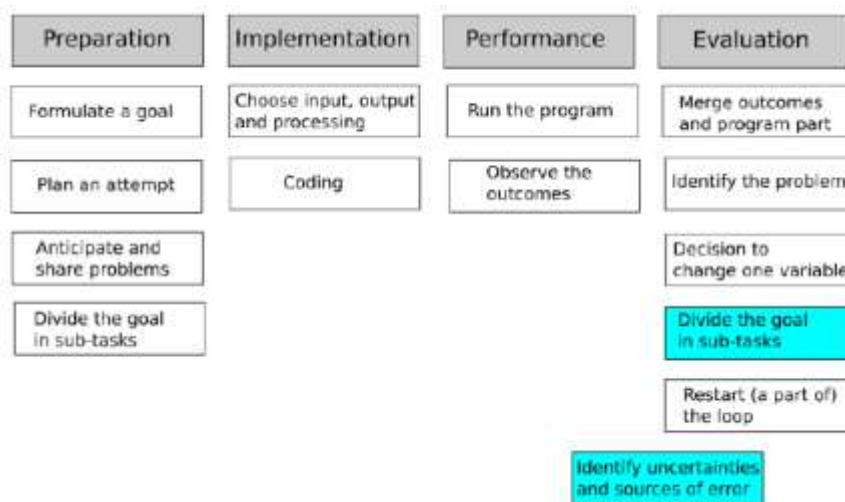 Preparation
Formulate a goal
Plan an attempt
Anticipate and
share problems
Divide the goal
in sub-tasks
Implementation
Choose input, output
and processing
Coding
Performance
Run the program
Observe the
outcomes
Evaluation
Merge outcomes
and program part
Identify the problem
Decision to
change one variable
Divide the goal
in sub-tasks
Restart (a part of)
the loop
Identify uncertainties
and sources of error